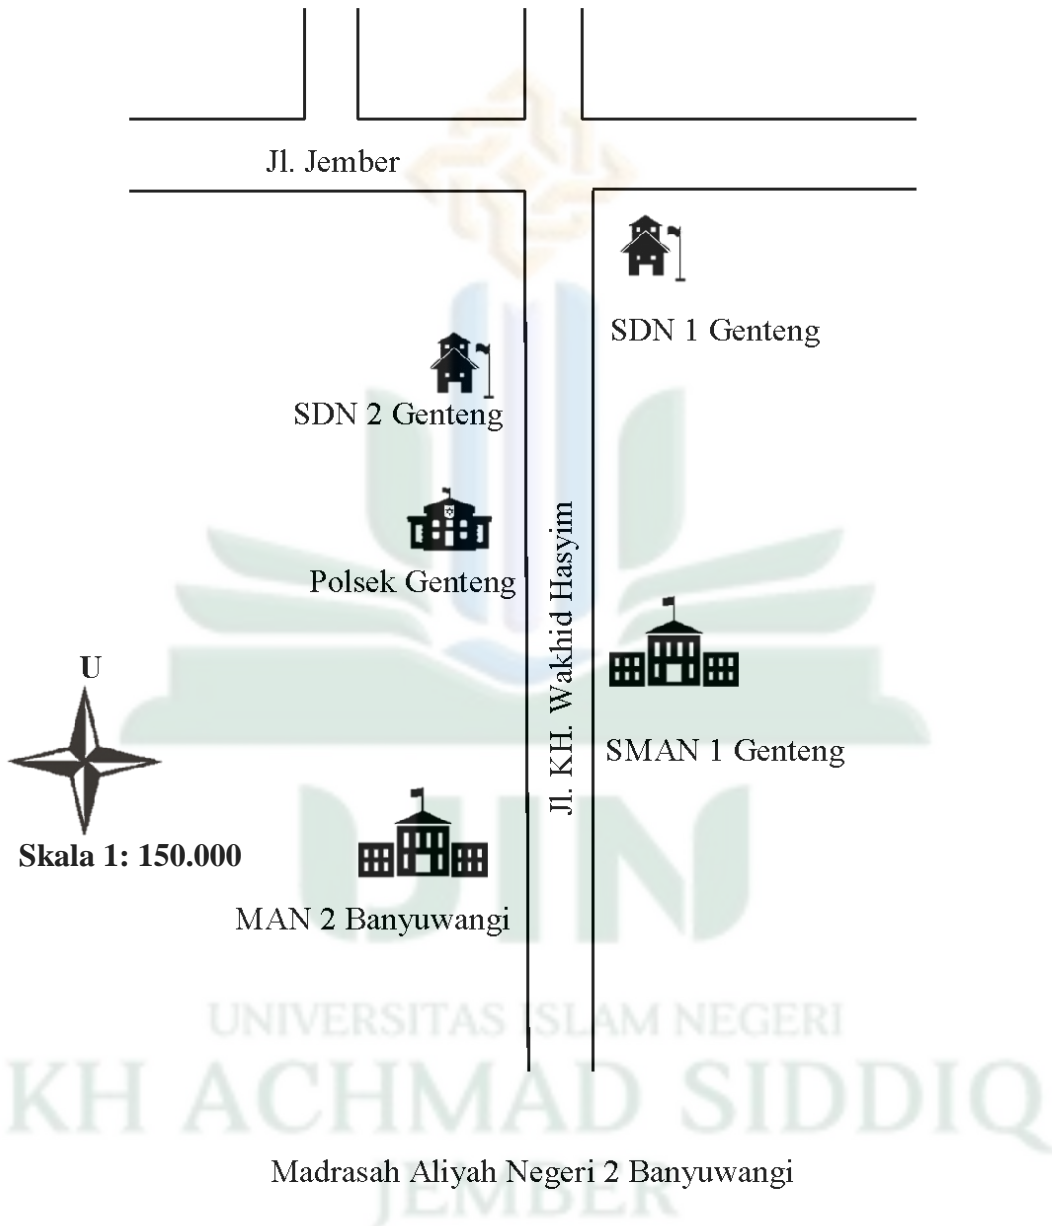 Jl. Jember
SDN 1 Genteng
SDN 2 Genteng
Polsek Genteng
Jl. KH. Wakhid Hasyim
U
SMAN 1 Genteng
Skala 1: 150.000
MAN 2 Banyuwangi
UIN
UNIVERSITAS ISLAM NEGERI
KH ACHMAD SIDDIQ
Madrasah Aliyah Negeri 2 Banyuwangi
JEMBER